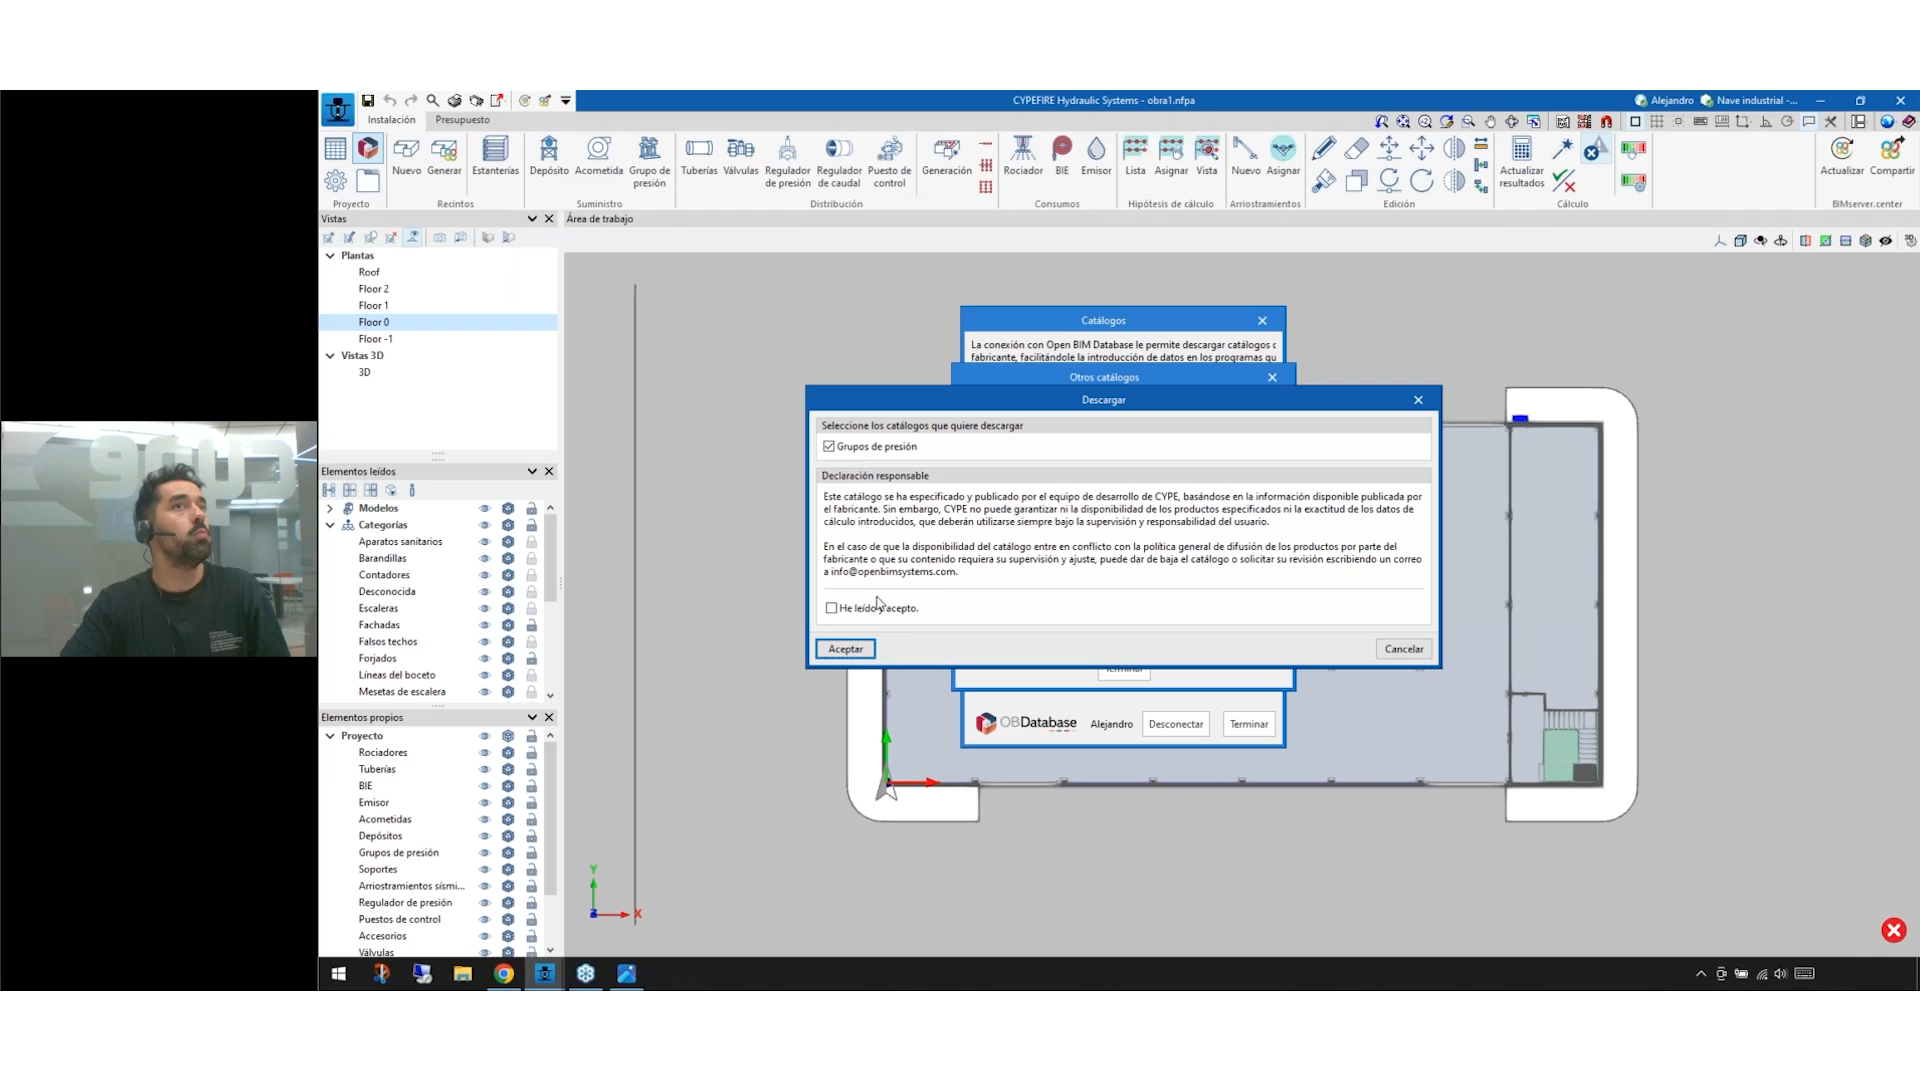 CYPEFIRE Hydraulic Systems - obra1.nfpa
Alejandro
Nave industrial -...
Instalación
Presupuesto
Nuevo
Generar
Estanterías
Depósito
Acometida
Grupo de presión
Tuberías
Válvulas
Regulador de presión
Regulador de caudal
Puesto de control
Generación
Rociador
BIE
Emisor
Lista
Asignar
Vista
Nuevo
Asignar
Actualizar resultados
Actualizar
Compartir
Proyecto
Recintos
Suministro
Distribución
Consumos
Hipótesis de cálculo
Arriostramientos
Edición
Cálculo
BIMserver.center
Vistas
Área de trabajo
Plantas
Roof
Floor 2
Floor 1
Floor 0
Floor -1
Vistas 3D
3D
Elementos leídos
Modelos
Categorías
Aparatos sanitarios
Barandillas
Contadores
Desconocida
Escaleras
Fachadas
Falsos techos
Forjados
Líneas del boceto
Mesetas de escalera
Elementos propios
Proyecto
Rociadores
Tuberías
BIE
Emisor
Acometidas
Depósitos
Grupos de presión
Soportes
Arriostramientos sísmi...
Regulador de presión
Puestos de control
Accesorios
Válvulas
Catálogos
La conexión con Open BIM Database le permite descargar catálogos
fabricante, facilitándole la introducción de datos en los programas
Otros catálogos
Descargar
Seleccione los catálogos que quiere descargar
Grupos de presión
Declaración responsable
Este catálogo se ha especificado y publicado por el equipo de desarrollo de CYPE, basándose en la información disponible publicada por
el fabricante. Sin embargo, CYPE no puede garantizar ni la disponibilidad de los productos especificados ni la exactitud de los datos de
cálculo introducidos, que deberán utilizarse siempre bajo la supervisión y responsabilidad del usuario.
En el caso de que la disponibilidad del catálogo entre en conflicto con la política general de difusión de los productos por parte del
fabricante o que su contenido requiera su supervisión y ajuste, puede dar de baja el catálogo o solicitar su revisión escribiendo un correo
a info@openbimsystems.com.
He leído y acepto.
Aceptar
Cancelar
Terminar
OBDatabase
Alejandro
Desconectar
Terminar
Y
X